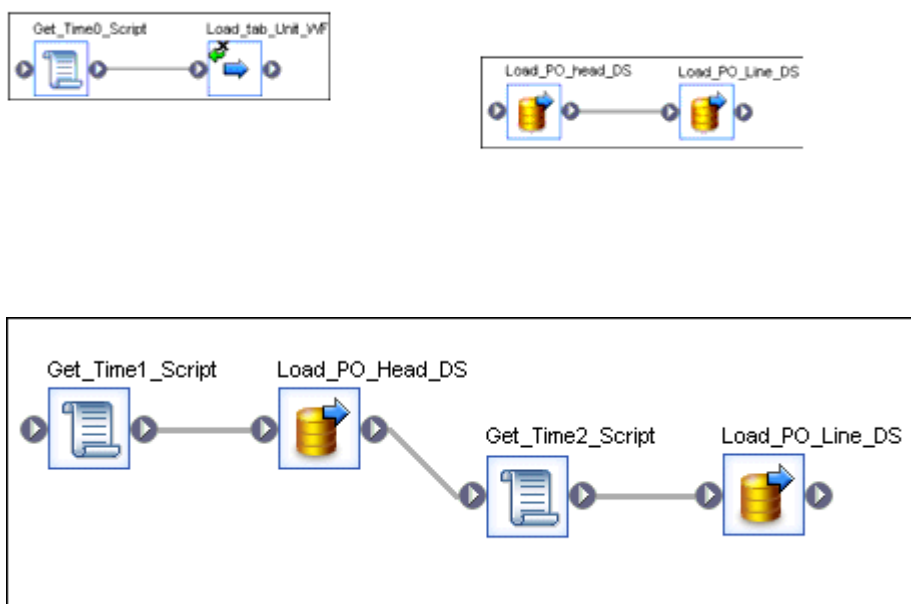 Get_Time0_Script
Load_tab_Unit_WF
Load_PO_head_DS
Load_PO_Line_DS
Get_Time1_Script
Load_PO_Head_DS
Get_Time2_Script
Load_PO_Line_DS